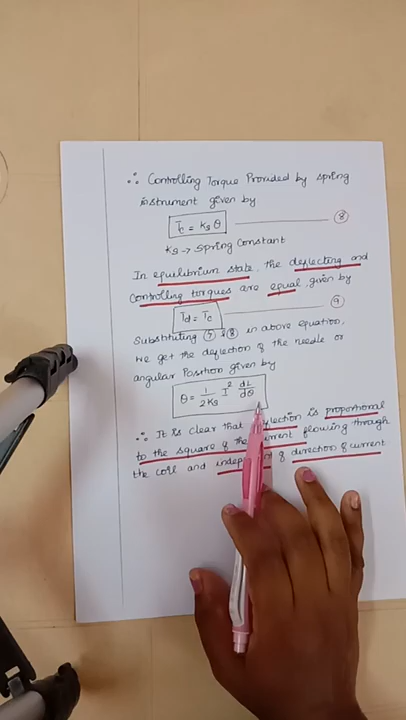 ∴ Controlling Torque Provided by spring
instrument given by
Tc = Ks θ ——— ⑧
Ks → Spring Constant
In equilibrium state, the deflecting and
controlling torques are equal given by
Td = Tc ——— ⑨
Substituting ⑦ & ⑧ in above equation,
we get the deflection of the needle or
angular Position given by
θ = 1/2Ks I² dL/dθ
∴ It is clear that is proportional
to the square of the current flowing through
the coil and of direction of current